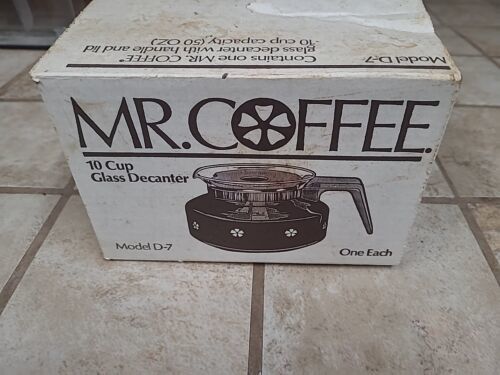 Contains one MR. COFFEE
glass decanter with handle and lid
-10 cup capacity (50 OZ)
Model D-7
MR. COFFEE.
10 Cup
Glass Decanter
Model D-7
One Each